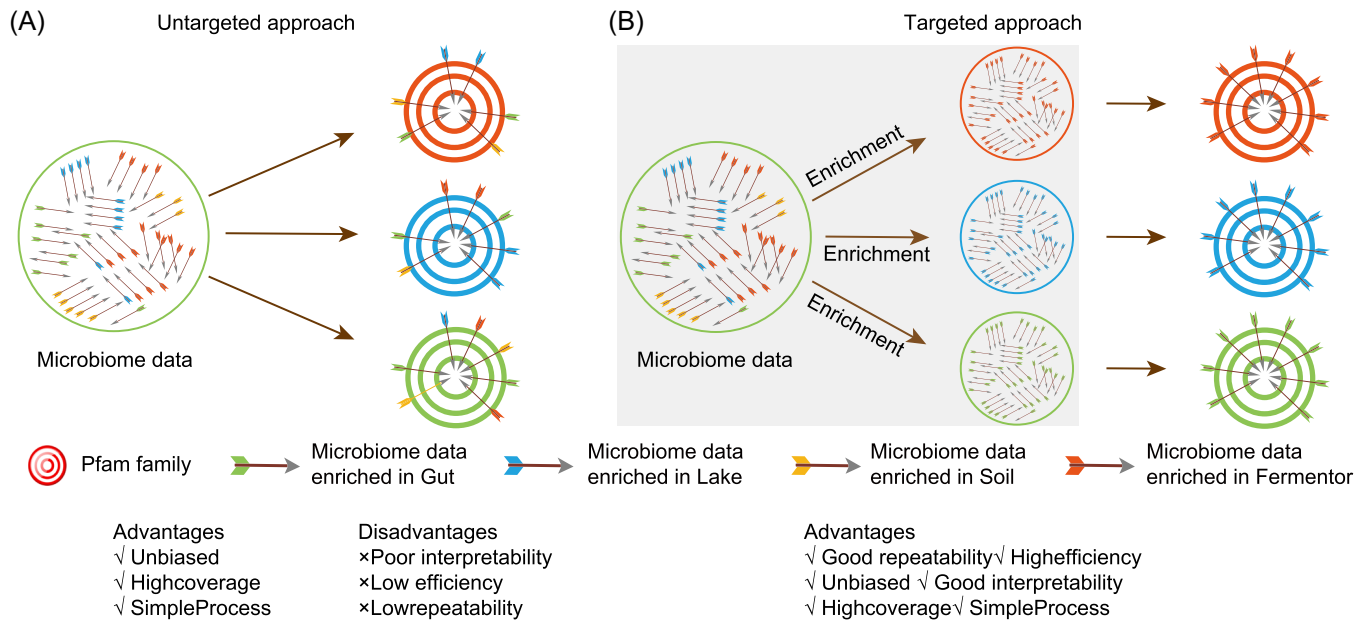 (A)
Untargeted approach
Microbiome data
(B)
Targeted approach
Enrichment
Enrichment
Enrichment
Microbiome data
Pfam family
Microbiome data
enriched in Gut
Microbiome data
enriched in Lake
Microbiome data
enriched in Soil
Microbiome data
enriched in Fermentor
Advantages
√ Unbiased
√ Highcoverage
√ SimpleProcess
Disadvantages
×Poor interpretability
×Low efficiency
×Lowrepeatability
Advantages
√ Good repeatability√ Highefficiency
√ Unbiased √ Good interpretability
√ Highcoverage√ SimpleProcess